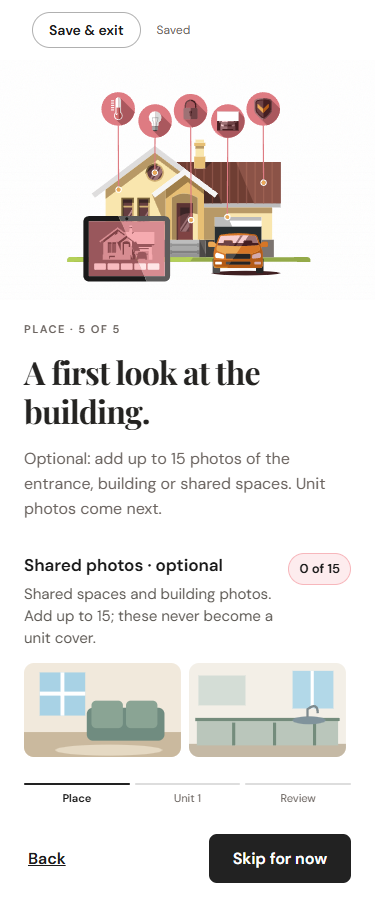 Save & exit
Saved
PLACE · 5 OF 5
A first look at the
building.
Optional: add up to 15 photos of the
entrance, building or shared spaces. Unit
photos come next.
Shared photos · optional
0 of 15
Shared spaces and building photos.
Add up to 15; these never become a
unit cover.
Place
Unit 1
Review
Back
Skip for now